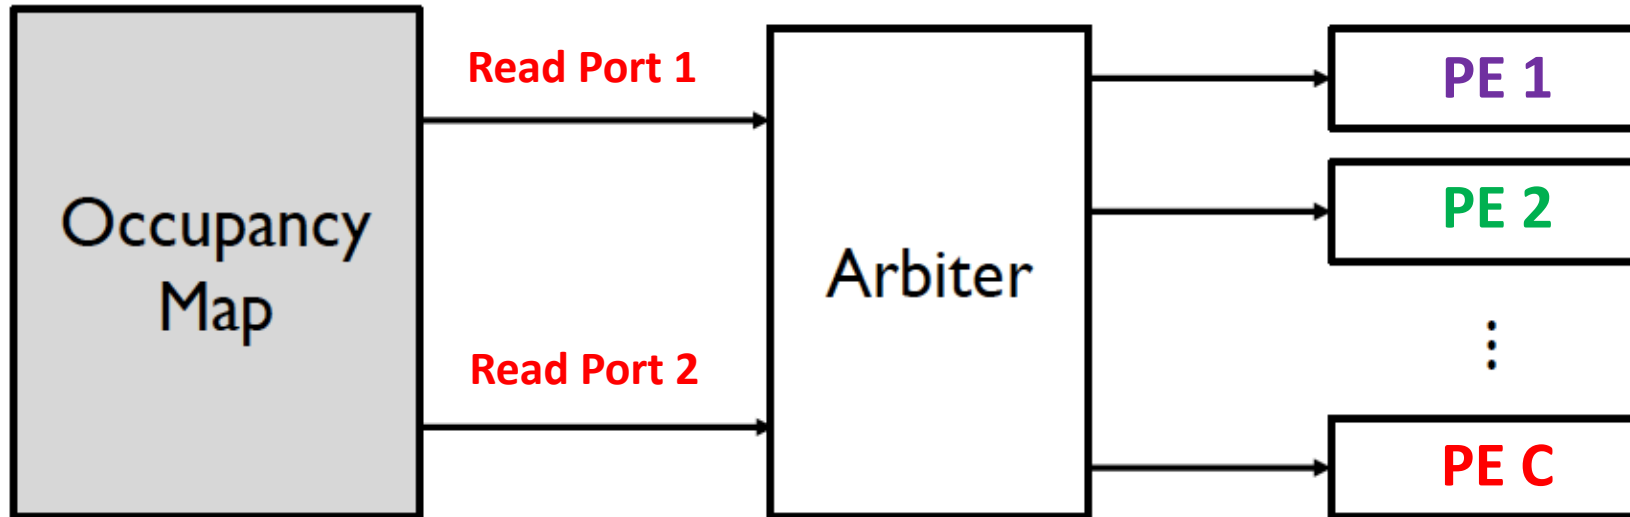 Occupancy
Map
Read Port 1
Read Port 2
Arbiter
PE 1
PE 2
⋮
PE C